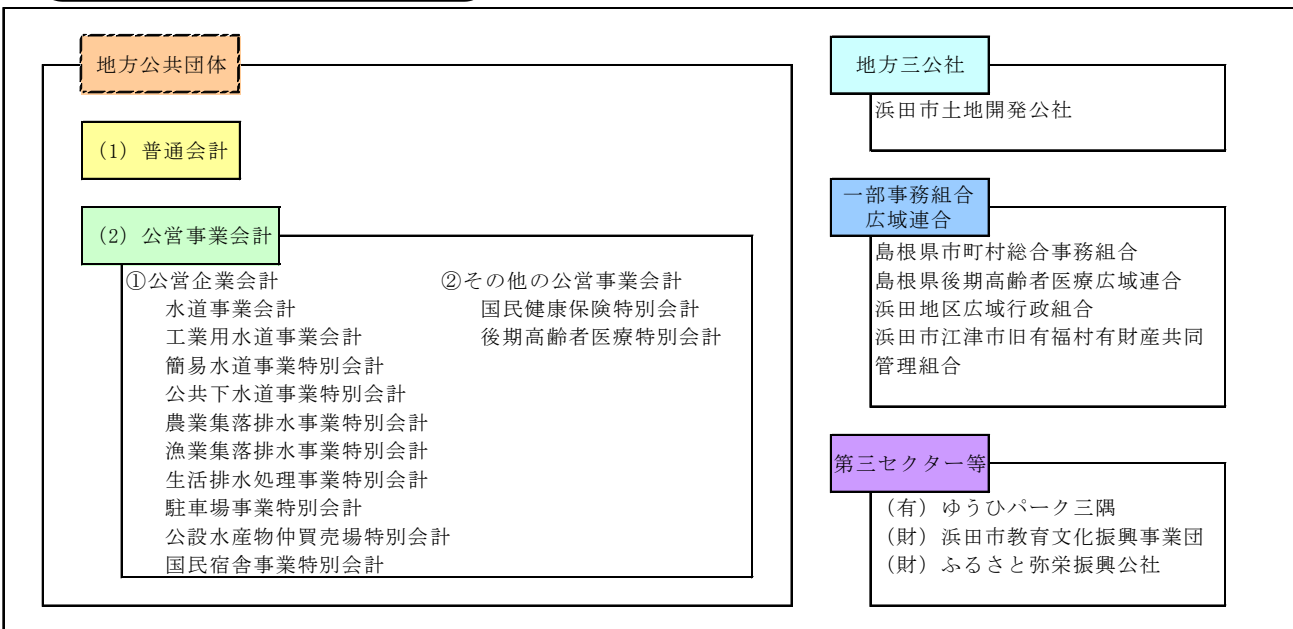 地方公共団体
(1) 普通会計
(2) 公営事業会計
①公営企業会計
水道事業会計
工業用水道事業会計
簡易水道事業特別会計
公共下水道事業特別会計
農業集落排水事業特別会計
漁業集落排水事業特別会計
生活排水処理事業特別会計
駐車場事業特別会計
公設水産物仲買売場特別会計
国民宿舎事業特別会計
②その他の公営事業会計
国民健康保険特別会計
後期高齢者医療特別会計
地方三公社
浜田市土地開発公社
一部事務組合
広域連合
島根県市町村総合事務組合
島根県後期高齢者医療広域連合
浜田地区広域行政組合
浜田市江津市旧有福村有財産共同
管理組合
第三セクター等
(有) ゆうひパーク三隅
(財) 浜田市教育文化振興事業団
(財) ふるさと弥栄振興公社